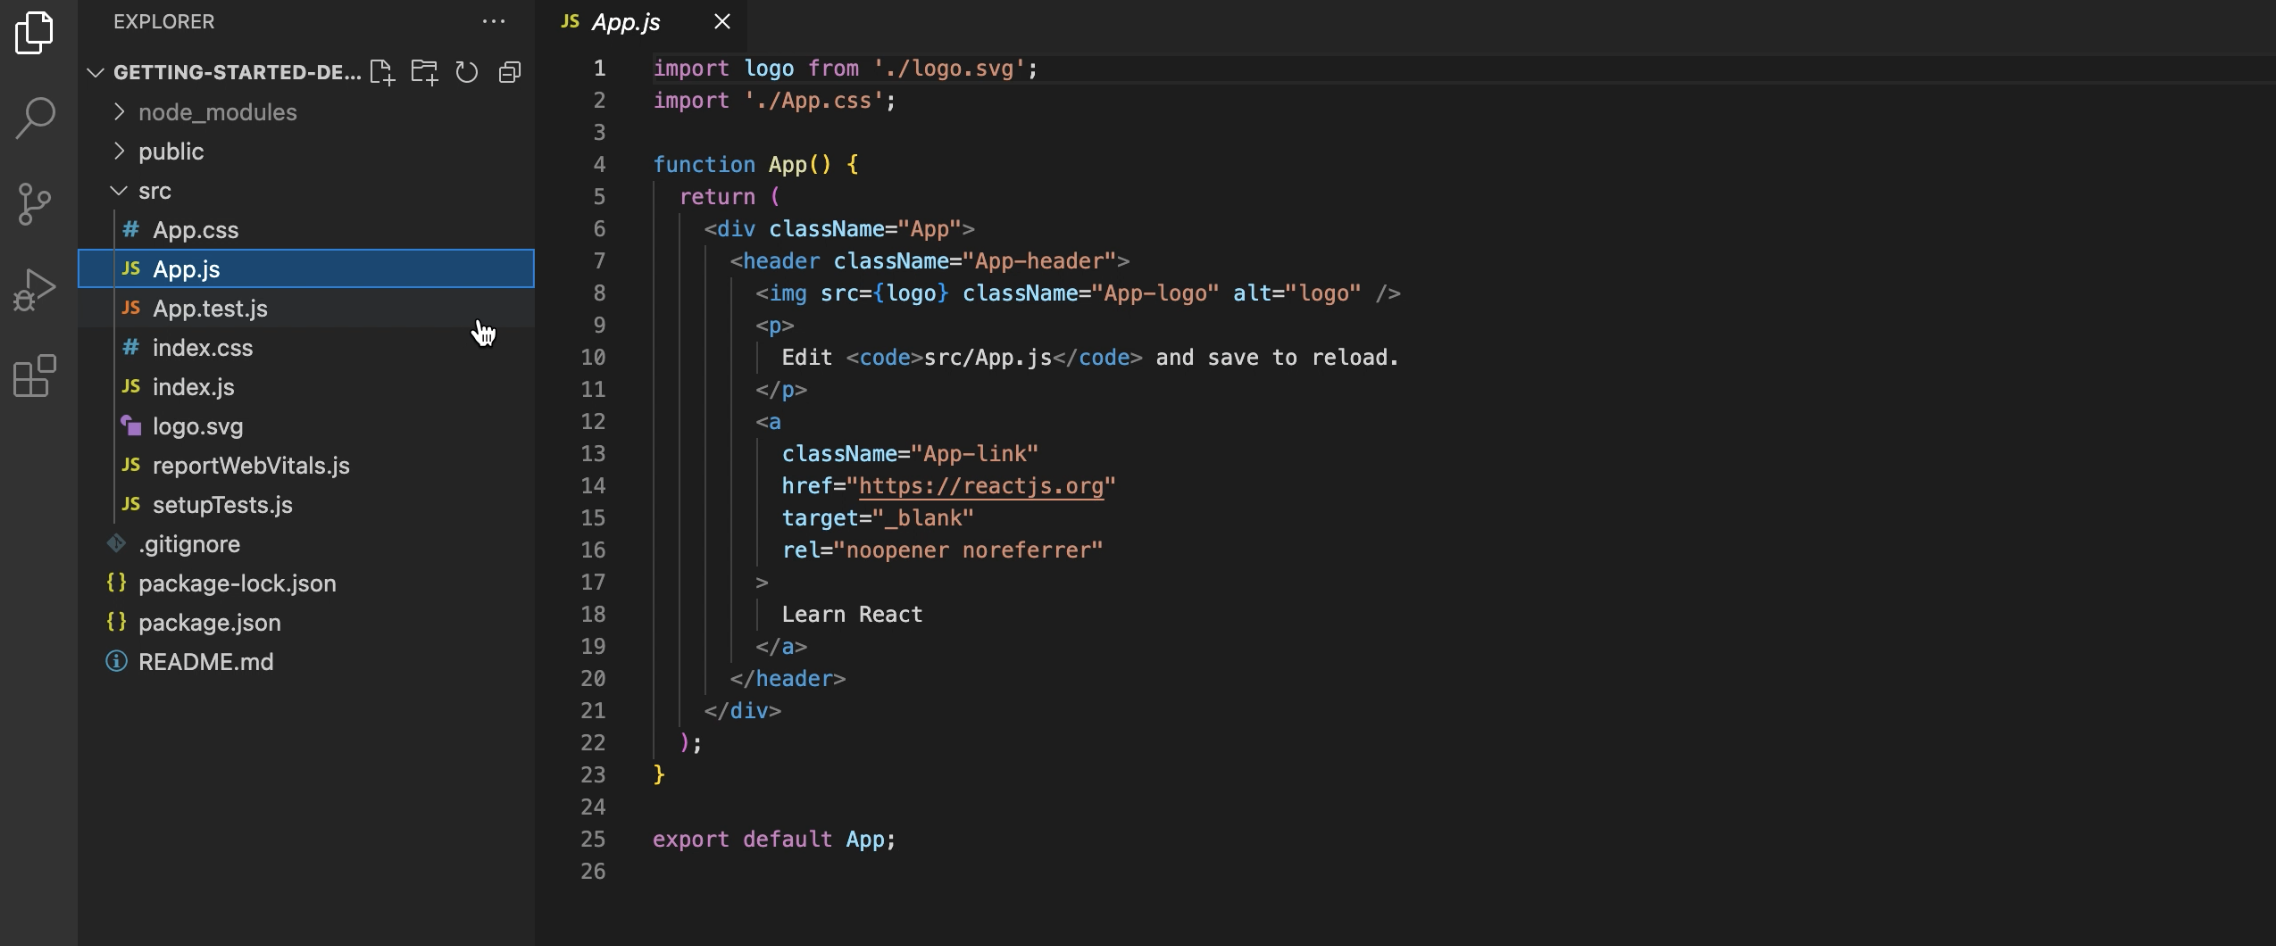 EXPLORER
GETTING-STARTED-DE...
node_modules
public
src
# App.css
JS App.js
JS App.test.js
# index.css
JS index.js
logo.svg
JS reportWebVitals.js
JS setupTests.js
.gitignore
{} package-lock.json
{} package.json
README.md
JS App.js
1 import logo from './logo.svg';
2 import './App.css';
3
4 function App() {
5   return (
6     <div className="App">
7       <header className="App-header">
8         <img src={logo} className="App-logo" alt="logo" />
9         <p>
10           Edit <code>src/App.js</code> and save to reload.
11         </p>
12         <a
13           className="App-link"
14           href="https://reactjs.org"
15           target="_blank"
16           rel="noopener noreferrer"
17         >
18           Learn React
19         </a>
20       </header>
21     </div>
22   );
23 }
24
25 export default App;
26